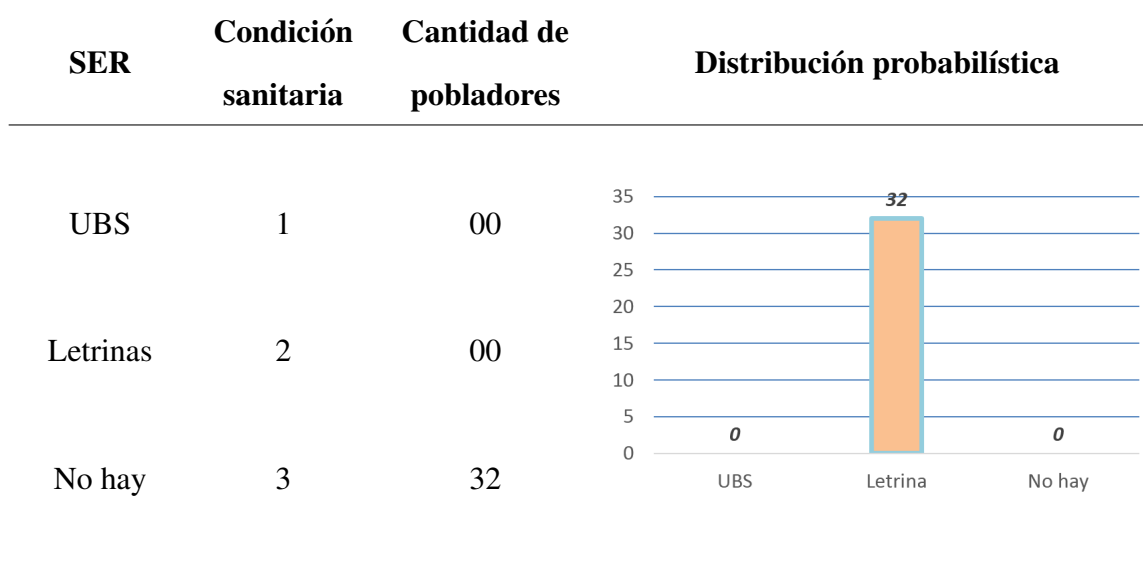 SER
Condición
sanitaria
Cantidad de
pobladores
Distribución probabilística
UBS 1 00
Letrinas 2 00
No hay 3 32
35
30
25
20
15
10
5
0
0
32
0
UBS Letrina No hay